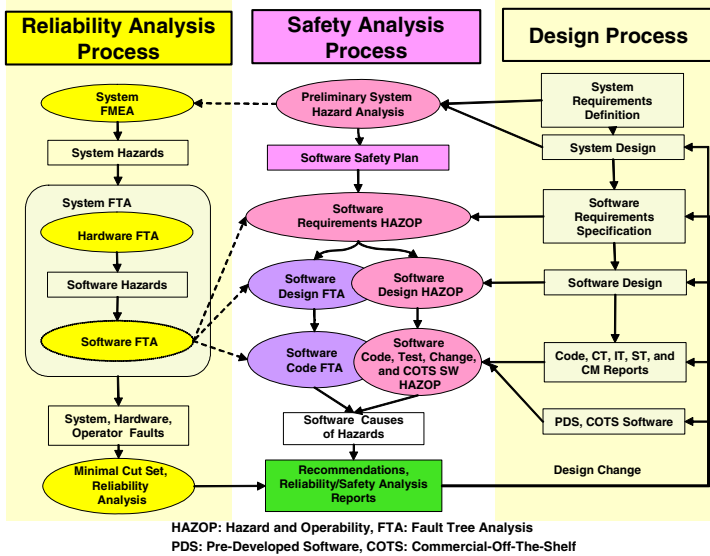 Reliability Analysis
Process
Safety Analysis
Process
Design Process
System
FMEA
System Hazards
System FTA
Hardware FTA
Software Hazards
Software FTA
System, Hardware,
Operator Faults
Minimal Cut Set,
Reliability
Analysis
Preliminary System
Hazard Analysis
Software Safety Plan
Software
Requirements HAZOP
Software
Design FTA
Software
Design HAZOP
Software
Code FTA
Software
Code, Test, Change,
and COTS SW
HAZOP
Software Causes
of Hazards
Recommendations,
Reliability/Safety Analysis
Reports
System
Requirements
Definition
System Design
Software
Requirements
Specification
Software Design
Code, CT, IT, ST, and
CM Reports
PDS, COTS Software
Design Change
HAZOP: Hazard and Operability, FTA: Fault Tree Analysis
PDS: Pre-Developed Software, COTS: Commercial-Off-The-Shelf